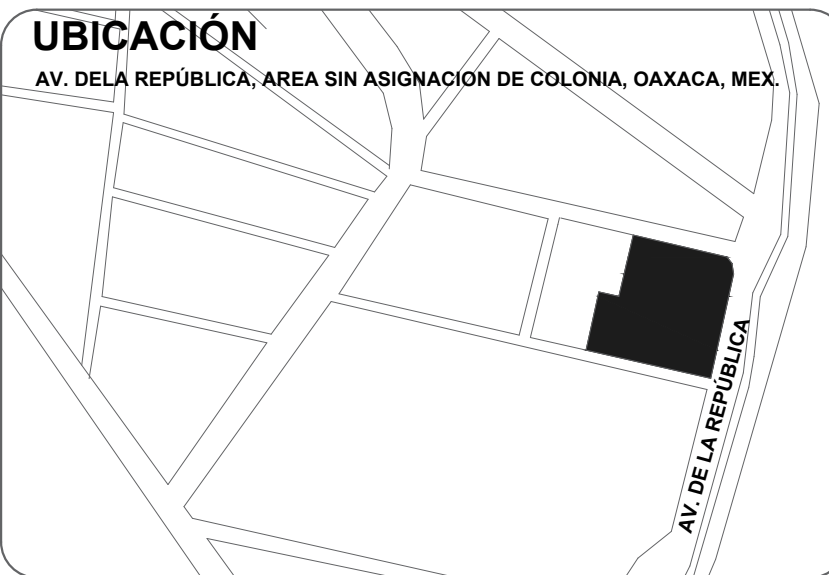 UBICACIÓN
AV. DELA REPÚBLICA, AREA SIN ASIGNACION DE COLONIA, OAXACA, MEX.
AV. DE LA REPÚBLICA